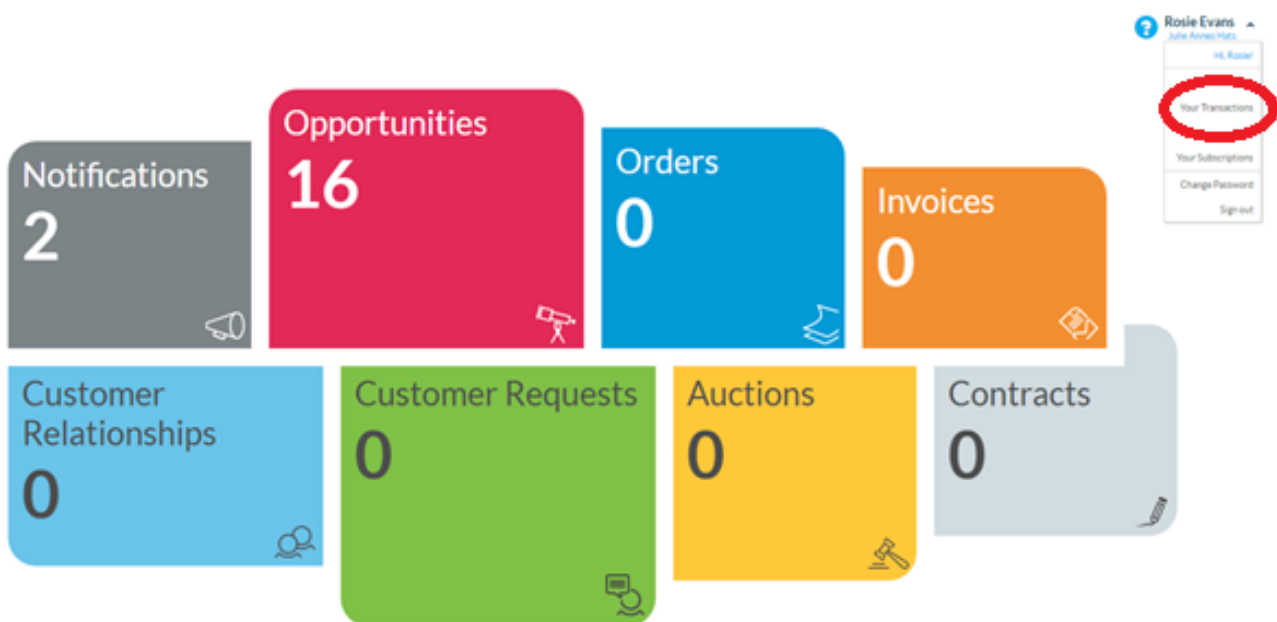 ?
Rosie Evans
Julie Annes Hats
Hi, Rosie!
Your Transactions
Your Subscriptions
Change Password
Sign out
Notifications
2
Opportunities
16
Orders
0
Invoices
0
Customer
Relationships
0
Customer Requests
0
Auctions
0
Contracts
0